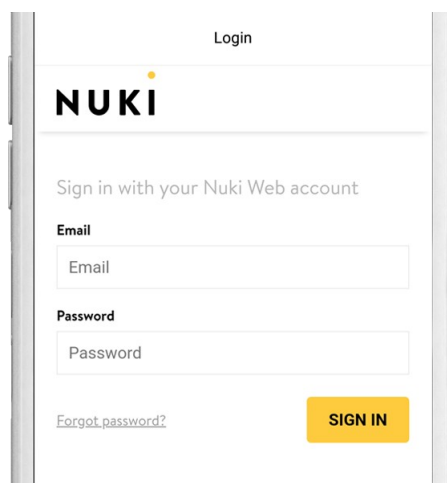 Login
NUKI
Sign in with your Nuki Web account
Email
Email
Password
Password
Forgot password?
SIGN IN